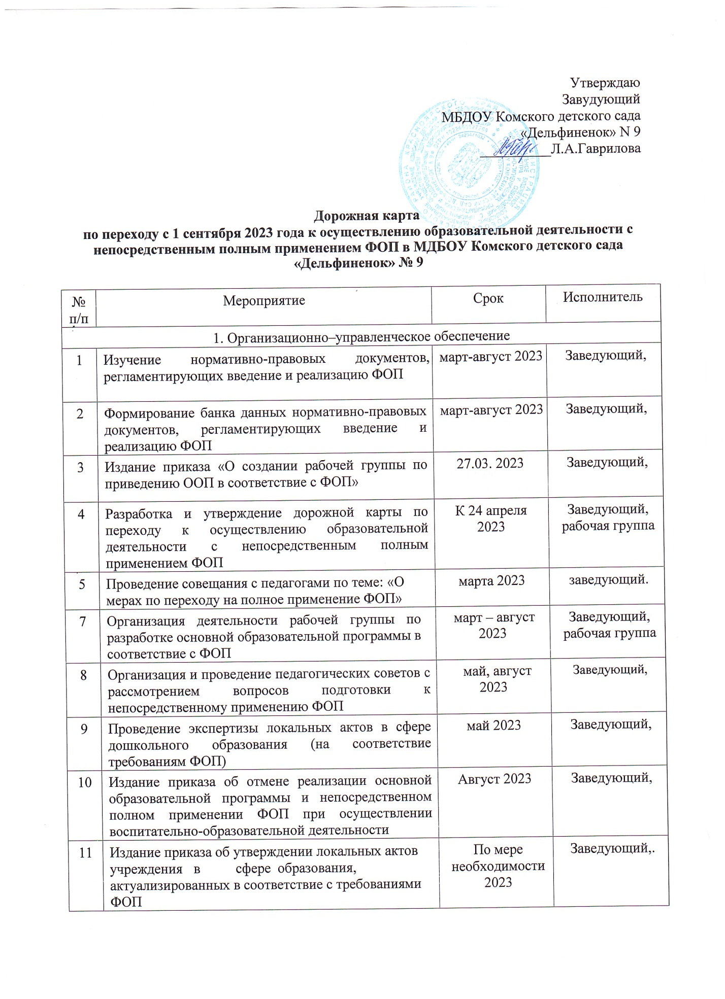 Утверждаю
Завудующий
МБДОУ Комского детского сада
«Дельфиненок» N 9
__________Л.А.Гаврилова
Дорожная карта
по переходу с 1 сентября 2023 года к осуществлению образовательной деятельности с
непосредственным полным применением ФОП в МДБОУ Комского детского сада
«Дельфиненок» № 9
№ Мероприятие Срок Исполнитель
п/п
1. Организационно–управленческое обеспечение
1 Изучение нормативно-правовых документов, март-август 2023 Заведующий,
регламентирующих введение и реализацию ФОП
2 Формирование банка данных нормативно-правовых март-август 2023 Заведующий,
документов, регламентирующих введение и
реализацию ФОП
3 Издание приказа «О создании рабочей группы по 27.03. 2023 Заведующий,
приведению ООП в соответствие с ФОП»
4 Разработка и утверждение дорожной карты по К 24 апреля Заведующий,
переходу к осуществлению образовательной 2023 рабочая группа
деятельности с непосредственным полным
применением ФОП
5 Проведение совещания с педагогами по теме: «О марта 2023 заведующий.
мерах по переходу на полное применение ФОП»
7 Организация деятельности рабочей группы по март – август Заведующий,
разработке основной образовательной программы в 2023 рабочая группа
соответствие с ФОП
8 Организация и проведение педагогических советов с май, август Заведующий,
рассмотрением вопросов подготовки к 2023
непосредственному применению ФОП
9 Проведение экспертизы локальных актов в сфере май 2023 Заведующий,
дошкольного образования (на соответствие
требованиям ФОП)
10 Издание приказа об отмене реализации основной Август 2023 Заведующий,
образовательной программы и непосредственном
полном применении ФОП при осуществлении
воспитательно-образовательной деятельности
11 Издание приказа об утверждении локальных актов По мере Заведующий,.
учреждения в сфере образования, необходимости
актуализированных в соответствие с требованиями 2023
ФОП